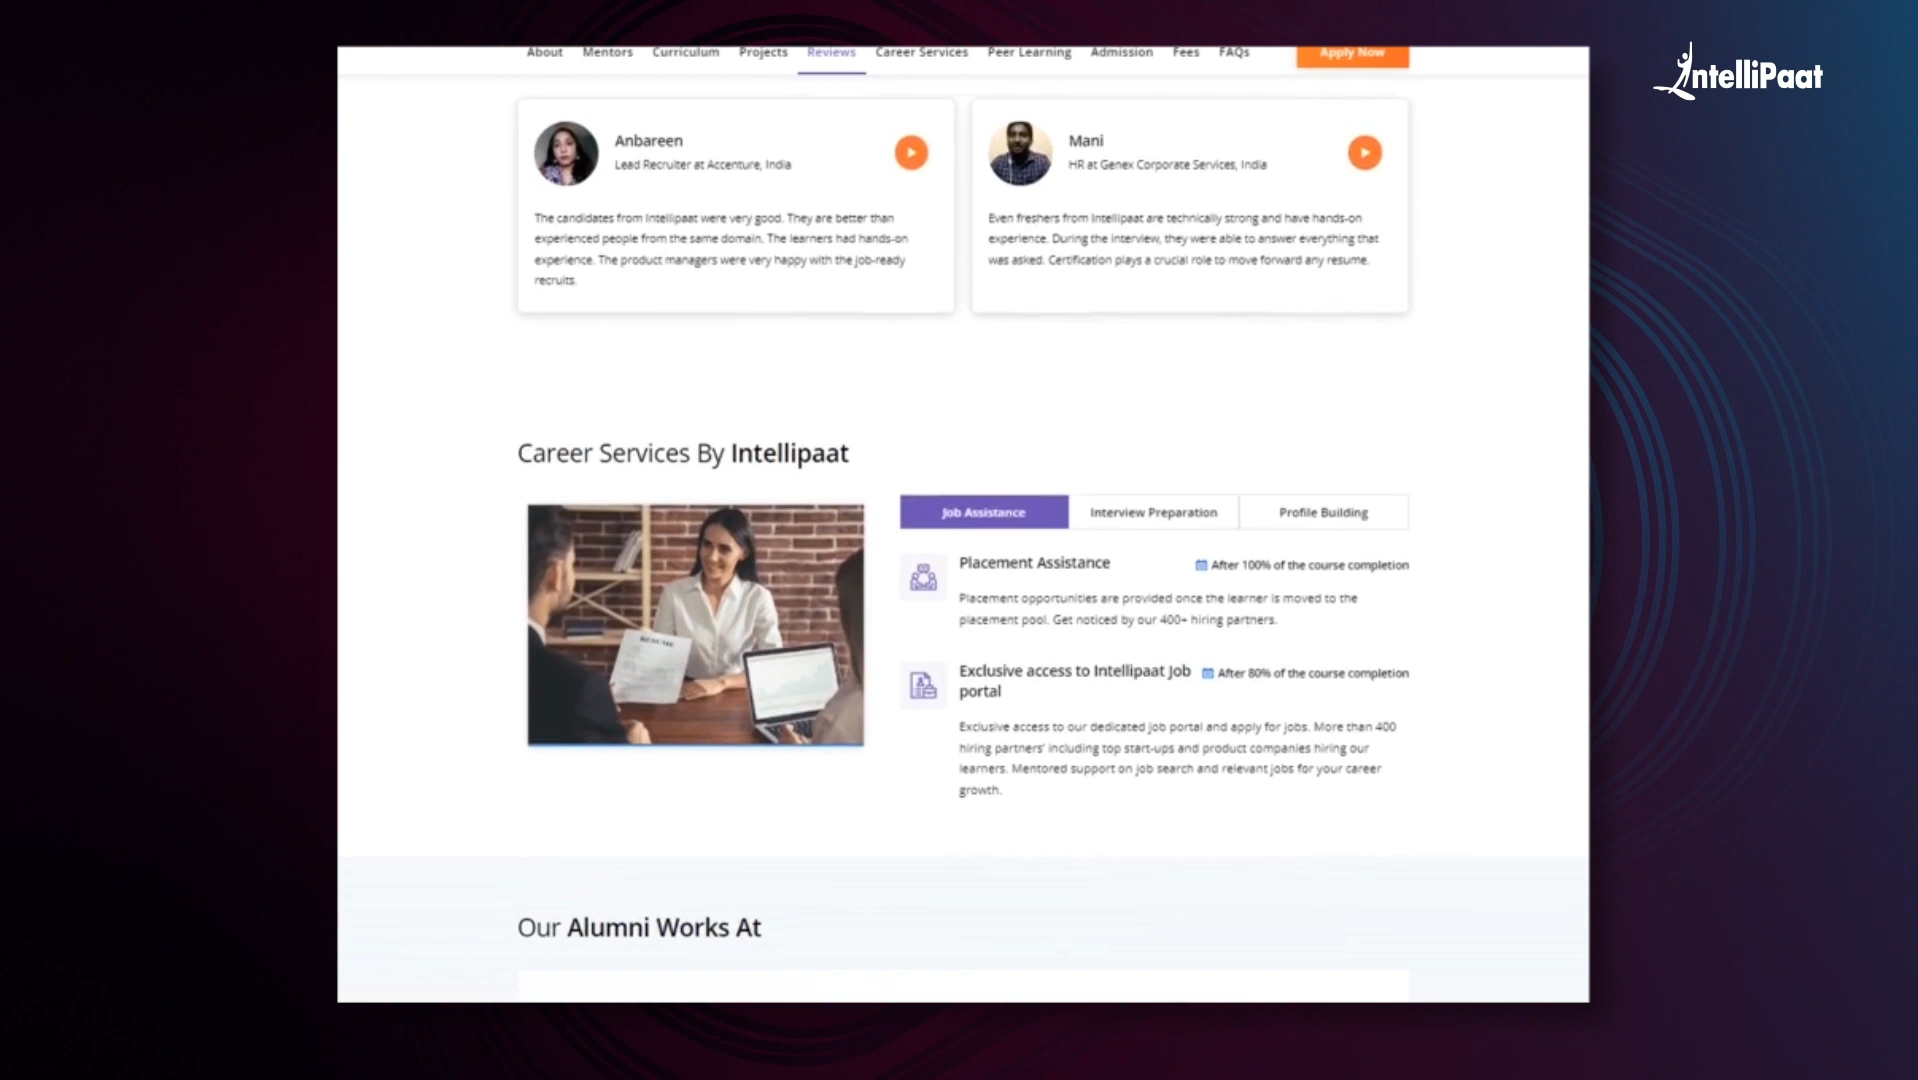 About Mentors Curriculum Projects Reviews Career Services Peer Learning Admission Fees FAQs Apply Now
IntelliPaat
Anbareen
Lead Recruiter at Accenture, India
The candidates from Intellipaat were very good. They are better than
experienced people from the same domain. The learners had hands-on
experience. The product managers were very happy with the job-ready
recruits.
Mani
HR at Genex Corporate Services, India
Even freshers from Intellipaat are technically strong and have hands-on
experience. During the interview, they were able to answer everything that
was asked. Certification plays a crucial role to move forward any resume.
Career Services By Intellipaat
RESUME
Job Assistance Interview Preparation Profile Building
Placement Assistance
After 100% of the course completion
Placement opportunities are provided once the learner is moved to the
placement pool. Get noticed by our 400+ hiring partners.
Exclusive access to Intellipaat Job
portal
After 80% of the course completion
Exclusive access to our dedicated job portal and apply for jobs. More than 400
hiring partners' including top start-ups and product companies hiring our
learners. Mentored support on job search and relevant jobs for your career
growth.
Our Alumni Works At